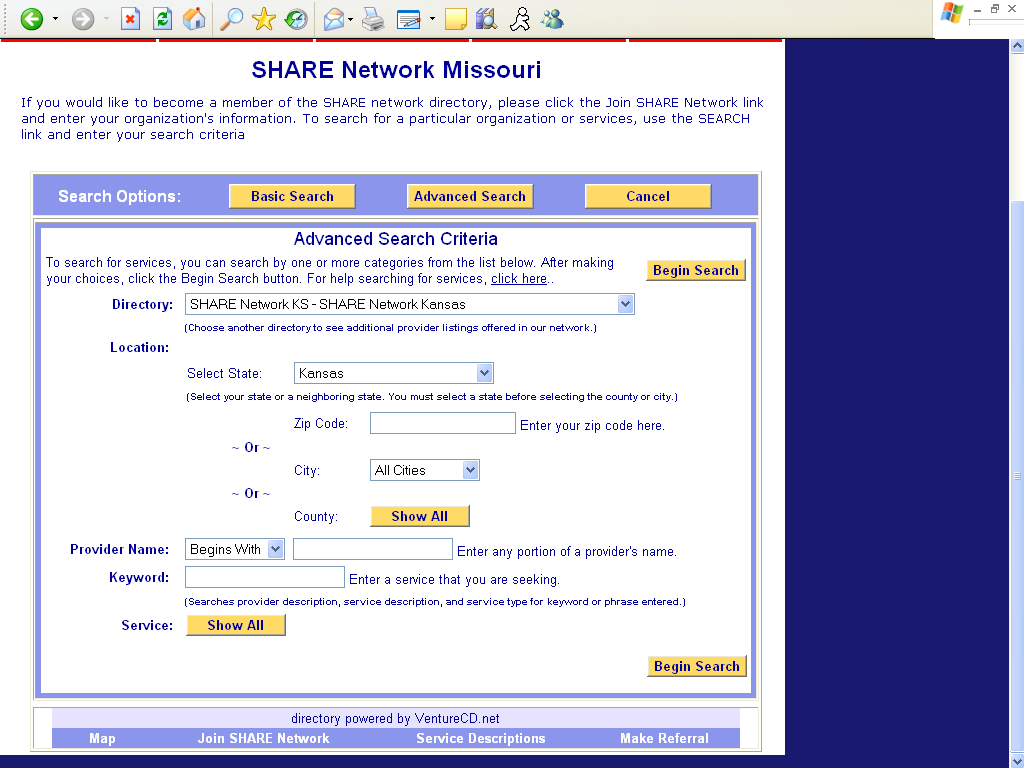 SHARE Network Missouri
If you would like to become a member of the SHARE network directory, please click the Join SHARE Network link
and enter your organization's information. To search for a particular organization or services, use the SEARCH
link and enter your search criteria
Search Options: Basic Search Advanced Search Cancel
Advanced Search Criteria
To search for services, you can search by one or more categories from the list below. After making
your choices, click the Begin Search button. For help searching for services, click here..
Begin Search
Directory: SHARE Network KS - SHARE Network Kansas
(Choose another directory to see additional provider listings offered in our network.)
Location:
Select State: Kansas
(Select your state or a neighboring state. You must select a state before selecting the county or city.)
Zip Code: Enter your zip code here.
~ Or ~
City: All Cities
~ Or ~
County: Show All
Provider Name: Begins With Enter any portion of a provider's name.
Keyword: Enter a service that you are seeking.
(Searches provider description, service description, and service type for keyword or phrase entered.)
Service: Show All
Begin Search
directory powered by VentureCD.net
Map Join SHARE Network Service Descriptions Make Referral